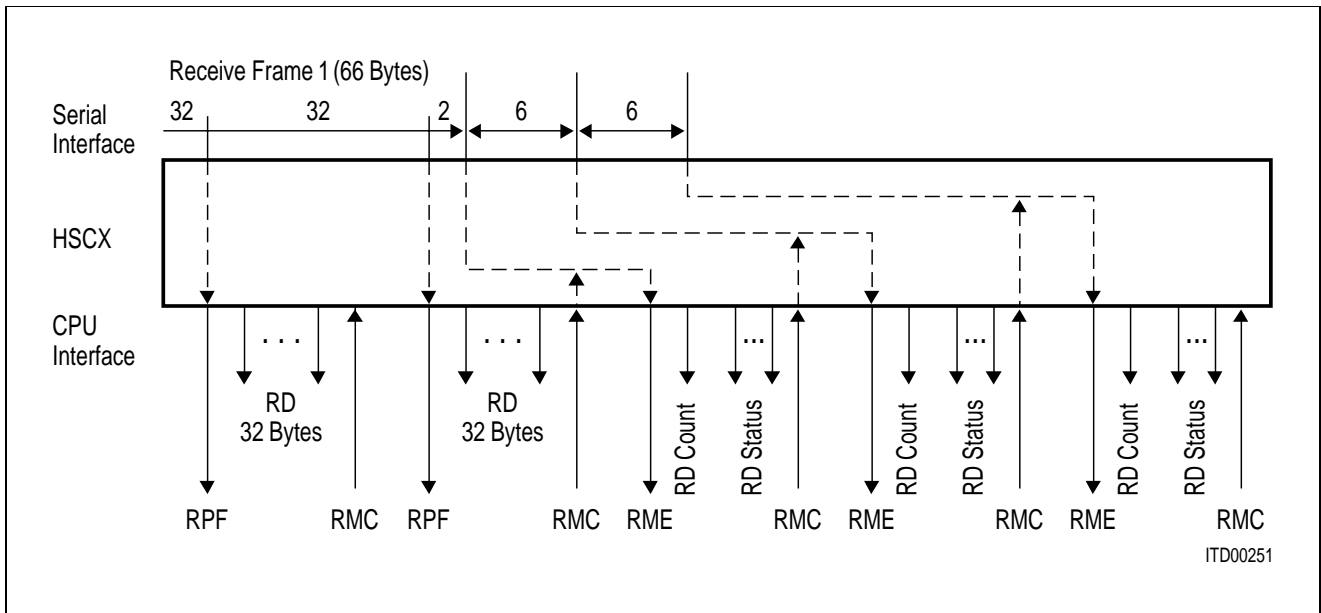 Receive Frame 1 (66 Bytes)
32 32 2 6 6
Serial
Interface
HSCX
CPU
Interface
. . . . . . ... ... ...
RD
32 Bytes
RD
32 Bytes
RD Count
RD Status
RD Count
RD Status
RD Count
RD Status
RPF RMC RPF RMC RME RMC RME RMC RME RMC
ITD00251